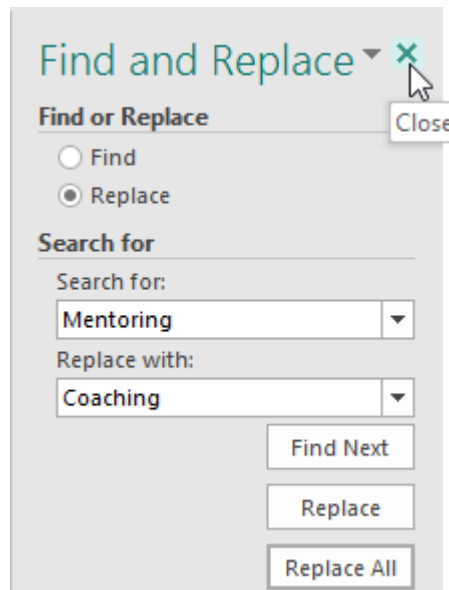 Find and Replace
Find or Replace
Close
Find
Replace
Search for
Search for:
Mentoring
Replace with:
Coaching
Find Next
Replace
Replace All